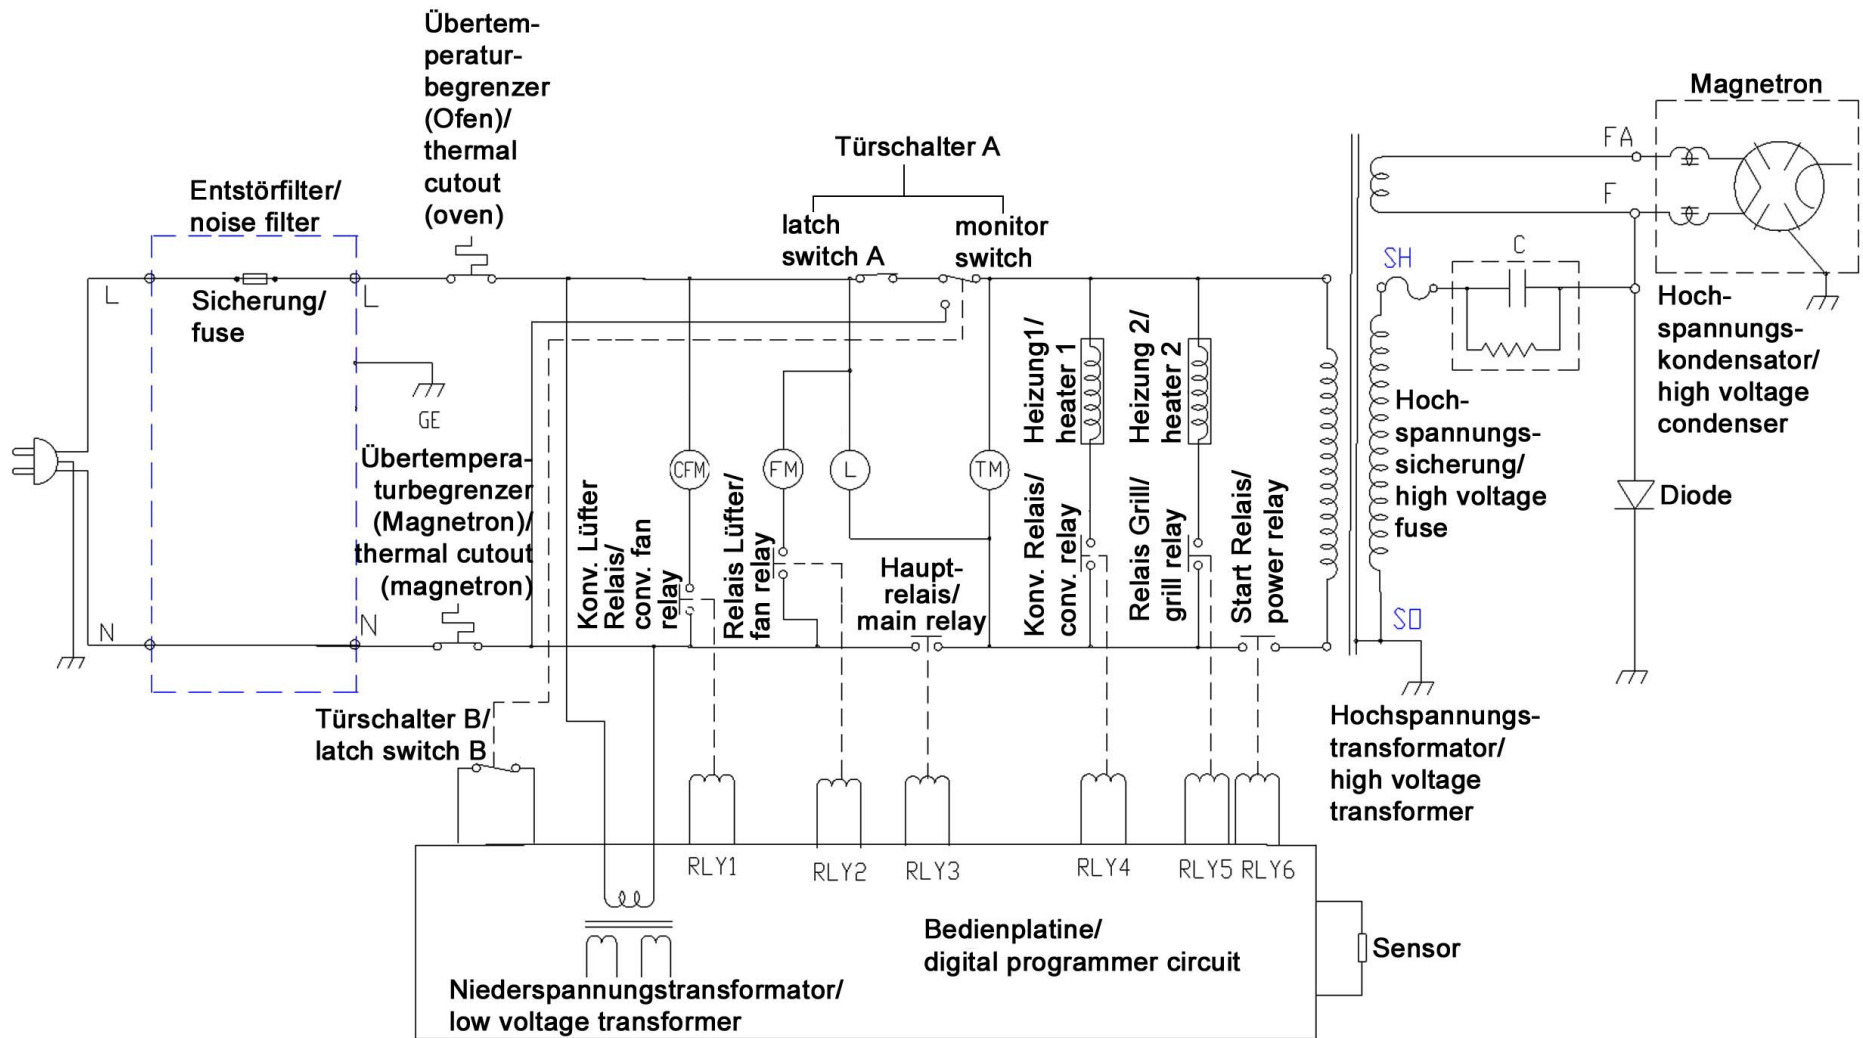 Übertem-
peratur-
begrenzer
(Ofen)/
thermal
cutout
(oven)
Magnetron
FA
F
Türschalter A
latch
switch A
monitor
switch
Entstörfilter/
noise filter
L
Sicherung/
fuse
L
GE
SH
C
Hoch-
spannungs-
kondensator/
high voltage
condenser
Heizung1/
heater 1
Heizung 2/
heater 2
Hoch-
spannungs-
sicherung/
high voltage
fuse
Diode
CFM
FM
L
TM
Übertempera-
turbegrenzer
(Magnetron)/
thermal cutout
(magnetron)
Konv. Lüfter
Relais/
conv. fan
relay
Relais Lüfter/
fan relay
Haupt-
relais/
main relay
Konv. Relais/
conv. relay
Relais Grill/
grill relay
Start Relais/
power relay
N
N
SO
Türschalter B/
latch switch B
Hochspannungs-
transformator/
high voltage
transformer
RLY1
RLY2
RLY3
RLY4
RLY5
RLY6
Bedienplatine/
digital programmer circuit
Sensor
Niederspannungstransformator/
low voltage transformer